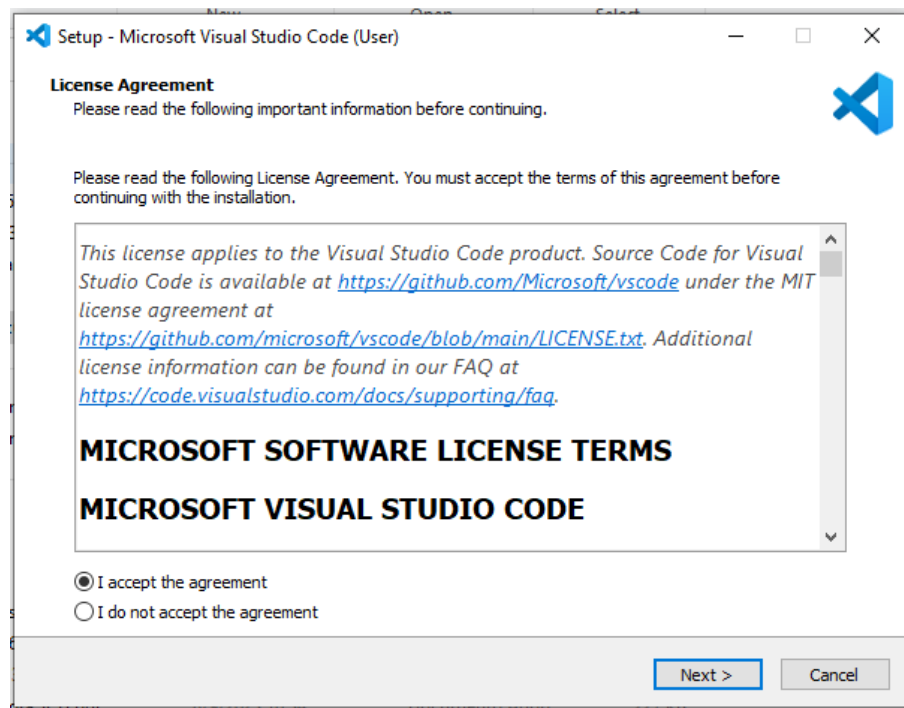 New Open Select
Setup - Microsoft Visual Studio Code (User)
License Agreement
Please read the following important information before continuing.
Please read the following License Agreement. You must accept the terms of this agreement before
continuing with the installation.
This license applies to the Visual Studio Code product. Source Code for Visual
Studio Code is available at https://github.com/Microsoft/vscode under the MIT
license agreement at
https://github.com/microsoft/vscode/blob/main/LICENSE.txt. Additional
license information can be found in our FAQ at
https://code.visualstudio.com/docs/supporting/faq.
MICROSOFT SOFTWARE LICENSE TERMS
MICROSOFT VISUAL STUDIO CODE
I accept the agreement
I do not accept the agreement
Next >
Cancel